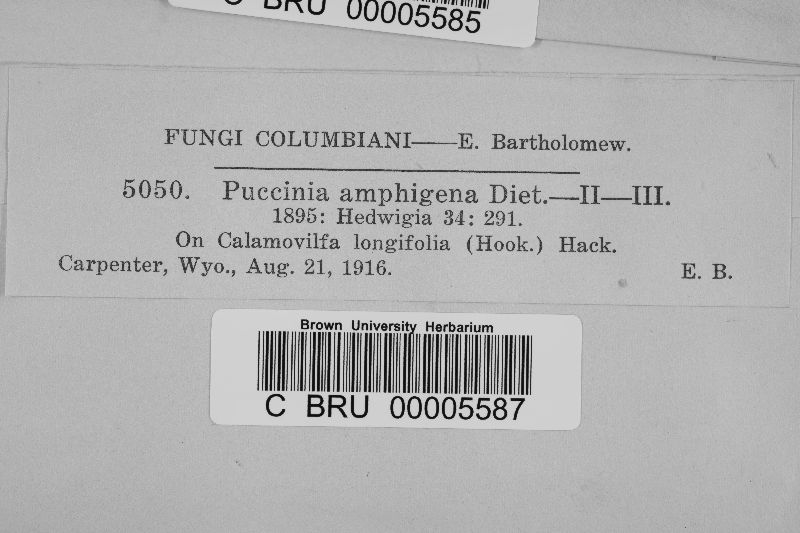 C BRU 00005585
FUNGI COLUMBIANI——E. Bartholomew.
5050. Puccinia amphigena Diet.—II—III.
1895: Hedwigia 34: 291.
On Calamovilfa longifolia (Hook.) Hack.
Carpenter, Wyo., Aug. 21, 1916. E. B.
Brown University Herbarium
C BRU 00005587